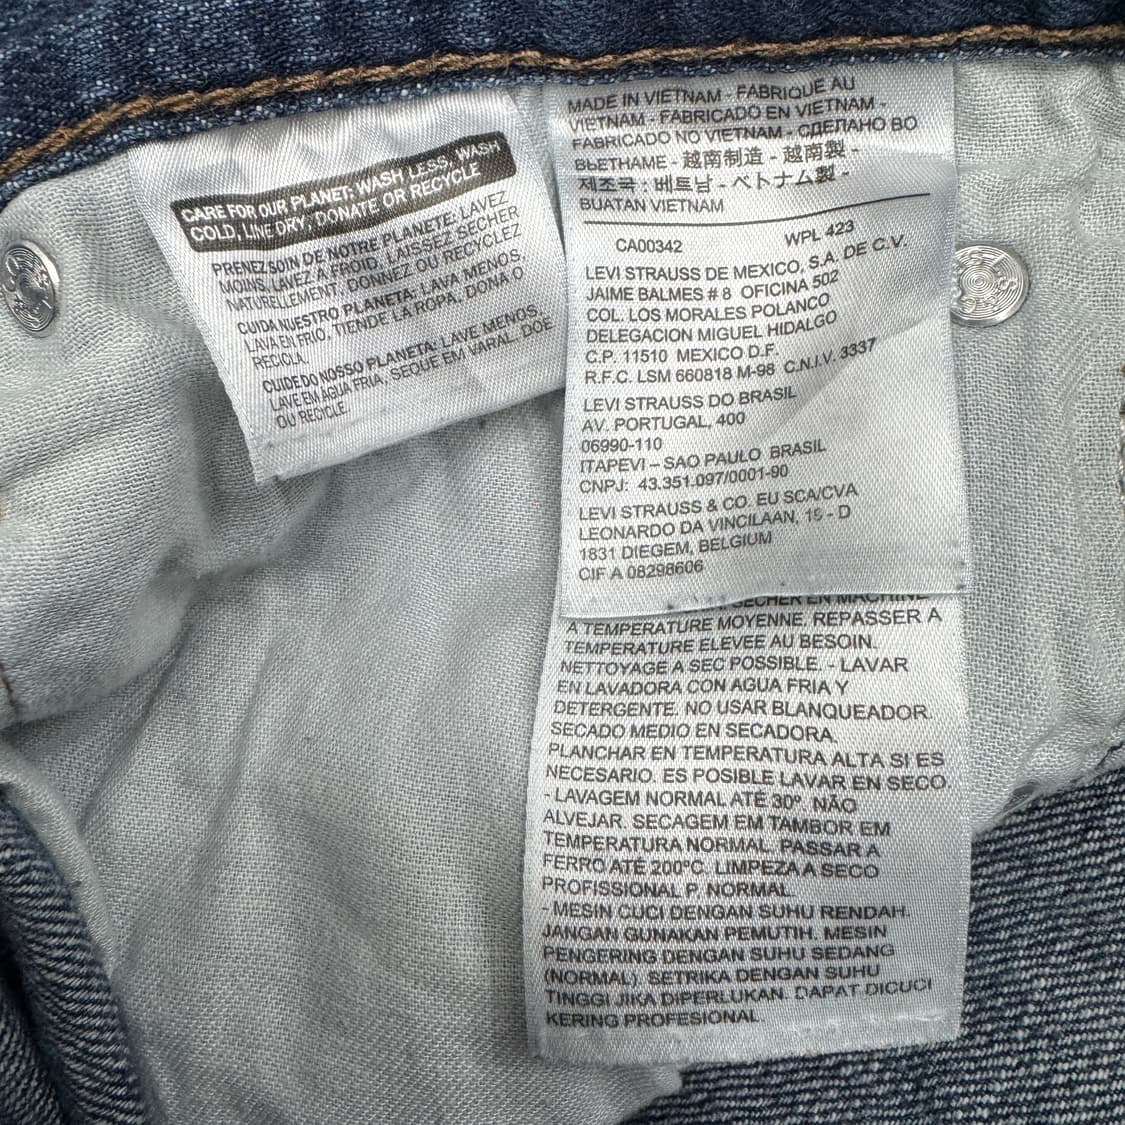 CARE FOR OUR PLANET: WASH LESS, WASH
COLD, LINE DRY, DONATE OR RECYCLE
PRENEZ SOIN DE NOTRE PLANETE: LAVEZ
MOINS, LAVEZ A FROID, LAISSEZ SECHER
NATURELLEMENT, DONNEZ OU RECYCLEZ
CUIDA NUESTRO PLANETA: LAVA MENOS,
LAVA EN FRIO, TIENDE LA ROPA, DONA O
RECICLA.
CUIDE DO NOSSO PLANETA: LAVE MENOS,
LAVE EM AGUA FRIA, SEQUE EM VARAL, DOE
OU RECICLE.
MADE IN VIETNAM - FABRIQUE AU
VIETNAM - FABRICADO EN VIETNAM -
FABRICADO NO VIETNAM - СДЕЛАНО ВО
ВЬЕТНАМЕ - 越南制造 - 越南製 -
제조국 : 베트남 - ベトナム製 -
BUATAN VIETNAM
CA00342 WPL 423
LEVI STRAUSS DE MEXICO, S.A. DE C.V.
JAIME BALMES # 8 OFICINA 502
COL. LOS MORALES POLANCO
DELEGACION MIGUEL HIDALGO
C.P. 11510 MEXICO D.F.
R.F.C. LSM 660818 M-98 C.N.I.V. 3337
LEVI STRAUSS DO BRASIL
AV. PORTUGAL, 400
06990-110
ITAPEVI – SAO PAULO BRASIL
CNPJ: 43.351.097/0001-90
LEVI STRAUSS & CO. EU SCA/CVA
LEONARDO DA VINCILAAN, 19 - D
1831 DIEGEM, BELGIUM
CIF A 08298606
SECHER EN MACHINE
A TEMPERATURE MOYENNE, REPASSER A
TEMPERATURE ELEVEE AU BESOIN.
NETTOYAGE A SEC POSSIBLE. - LAVAR
EN LAVADORA CON AGUA FRIA Y
DETERGENTE. NO USAR BLANQUEADOR.
SECADO MEDIO EN SECADORA,
PLANCHAR EN TEMPERATURA ALTA SI ES
NECESARIO. ES POSIBLE LAVAR EN SECO.
- LAVAGEM NORMAL ATÉ 30º. NÃO
ALVEJAR. SECAGEM EM TAMBOR EM
TEMPERATURA NORMAL. PASSAR A
FERRO ATÉ 200ºC. LIMPEZA A SECO
PROFISSIONAL P. NORMAL.
- MESIN CUCI DENGAN SUHU RENDAH.
JANGAN GUNAKAN PEMUTIH. MESIN
PENGERING DENGAN SUHU SEDANG
(NORMAL). SETRIKA DENGAN SUHU
TINGGI JIKA DIPERLUKAN. DAPAT DICUCI
KERING PROFESIONAL.